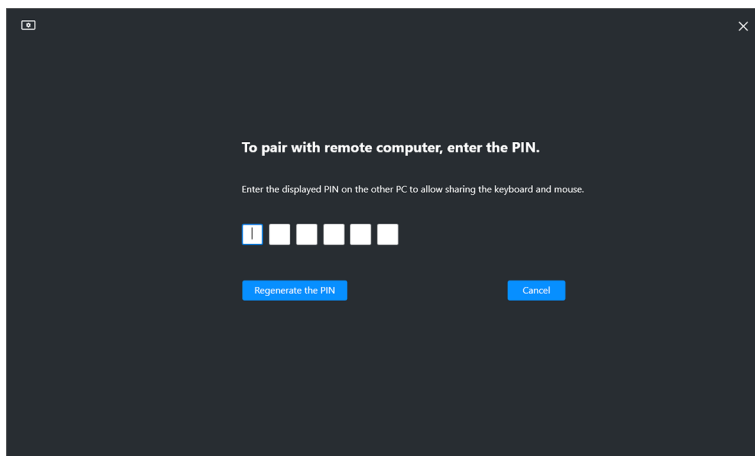 To pair with remote computer, enter the PIN.
Enter the displayed PIN on the other PC to allow sharing the keyboard and mouse.
Regenerate the PIN
Cancel